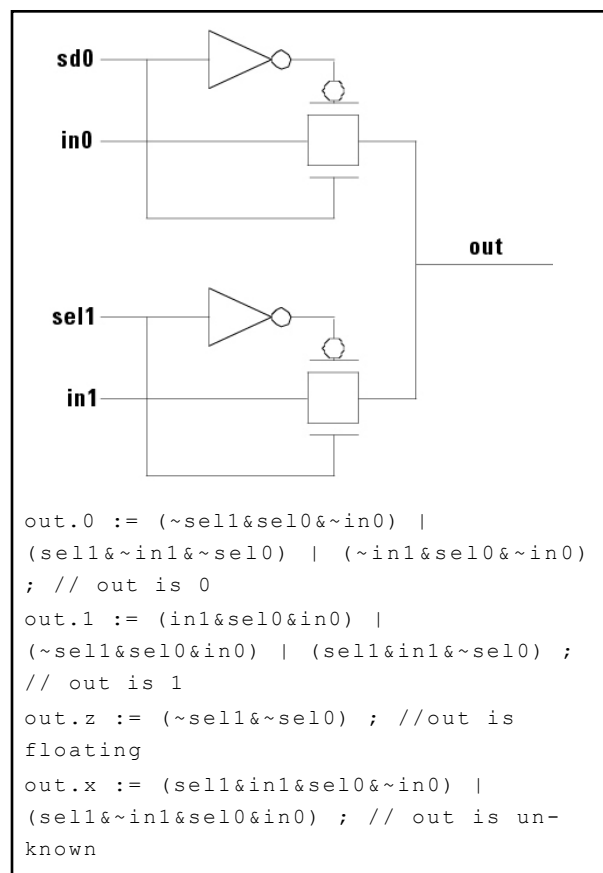 sd0
in0
out
sel1
in1
out.0 := (~sel1&sel0&~in0) |
(sel1&~in1&~sel0) | (~in1&sel0&~in0)
; // out is 0
out.1 := (in1&sel0&in0) |
(~sel1&sel0&in0) | (sel1&in1&~sel0) ;
// out is 1
out.z := (~sel1&~sel0) ; //out is
floating
out.x := (sel1&in1&sel0&~in0) |
(sel1&~in1&sel0&in0) ; // out is un-
known